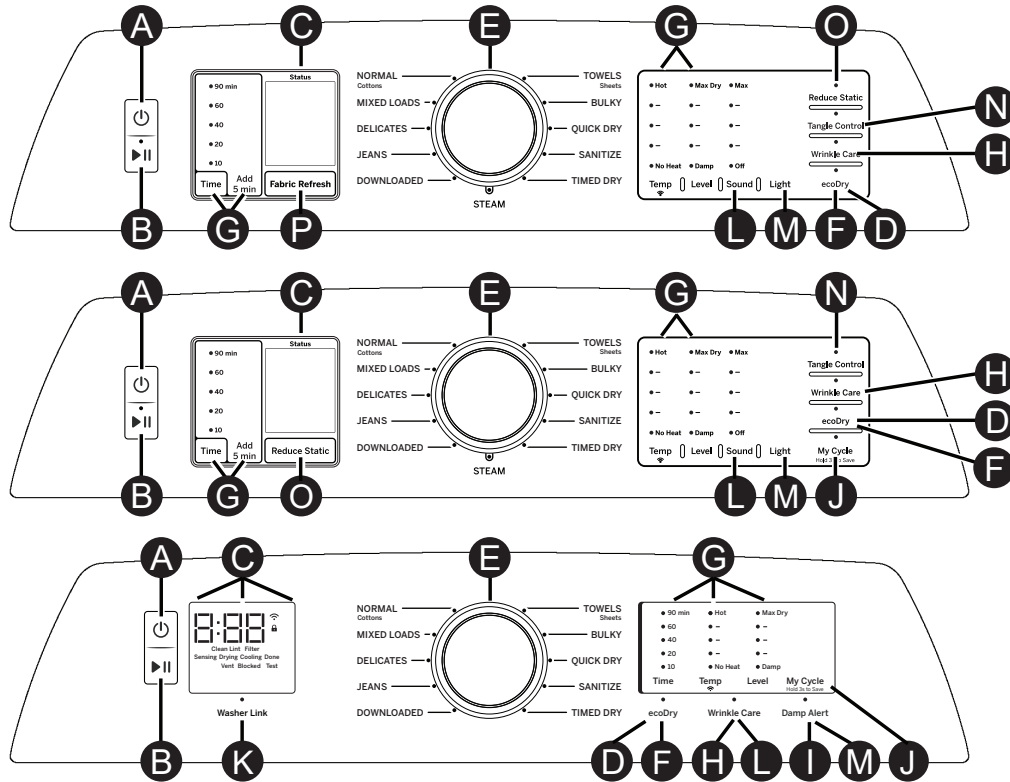 A
C
E
G
O
Status
NORMAL
Cottons
TOWELS
Sheets
90 min
Hot
Max Dry
Max
Reduce Static
N
60
–
–
–
MIXED LOADS
BULKY
40
–
–
–
Tangle Control
DELICATES
QUICK DRY
20
–
–
–
Wrinkle Care
H
JEANS
SANITIZE
10
No Heat
Damp
Off
Time
Add
5 min
Fabric Refresh
DOWNLOADED
TIMED DRY
STEAM
Temp
Level
Sound
Light
ecoDry
B
G
P
L
M
F
D
A
C
E
G
N
Status
NORMAL
Cottons
TOWELS
Sheets
90 min
Hot
Max Dry
Max
Tangle Control
60
–
–
–
MIXED LOADS
BULKY
H
40
–
–
–
Wrinkle Care
DELICATES
QUICK DRY
D
20
–
–
–
ecoDry
JEANS
SANITIZE
10
No Heat
Damp
Off
F
Time
Add
5 min
Reduce Static
DOWNLOADED
TIMED DRY
STEAM
Temp
Level
Sound
Light
My Cycle
Hold 3s to Save
B
G
O
L
M
J
A
C
E
G
8:88
Clean Lint Filter
Sensing Drying Cooling Done
Vent Blocked Test
NORMAL
Cottons
TOWELS
Sheets
90 min
Hot
Max Dry
60
–
–
MIXED LOADS
BULKY
40
–
–
DELICATES
QUICK DRY
20
–
–
10
No Heat
Damp
JEANS
SANITIZE
Time
Temp
Level
My Cycle
Hold 3s to Save
Washer Link
DOWNLOADED
TIMED DRY
ecoDry
Wrinkle Care
Damp Alert
B
K
D
F
H
L
I
M
J